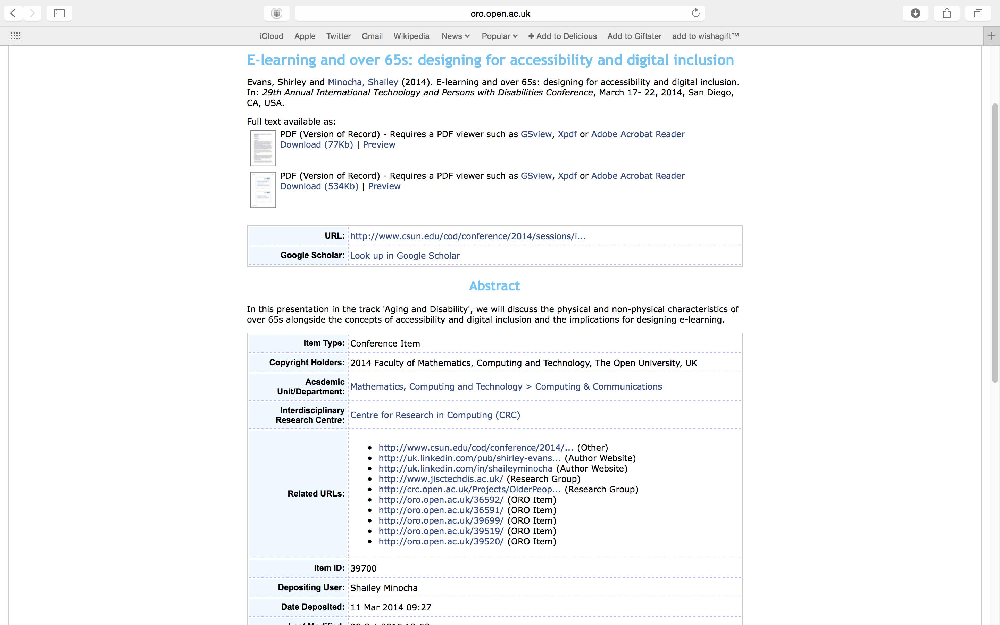 oro.open.ac.uk
iCloud Apple Twitter Gmail Wikipedia News Popular Add to Delicious Add to Giftster add to wishagift™
E-learning and over 65s: designing for accessibility and digital inclusion
Evans, Shirley and Minocha, Shailey (2014). E-learning and over 65s: designing for accessibility and digital inclusion.
In: 29th Annual International Technology and Persons with Disabilities Conference, March 17- 22, 2014, San Diego,
CA, USA.
Full text available as:
PDF (Version of Record) - Requires a PDF viewer such as GSview, Xpdf or Adobe Acrobat Reader
Download (77Kb) | Preview
PDF (Version of Record) - Requires a PDF viewer such as GSview, Xpdf or Adobe Acrobat Reader
Download (534Kb) | Preview
URL: http://www.csun.edu/cod/conference/2014/sessions/i...
Google Scholar: Look up in Google Scholar
Abstract
In this presentation in the track 'Aging and Disability', we will discuss the physical and non-physical characteristics of
over 65s alongside the concepts of accessibility and digital inclusion and the implications for designing e-learning.
Item Type: Conference Item
Copyright Holders: 2014 Faculty of Mathematics, Computing and Technology, The Open University, UK
Academic
Unit/Department: Mathematics, Computing and Technology > Computing & Communications
Interdisciplinary
Research Centre: Centre for Research in Computing (CRC)
Related URLs:
• http://www.csun.edu/cod/conference/2014/... (Other)
• http://uk.linkedin.com/pub/shirley-evans... (Author Website)
• http://uk.linkedin.com/in/shaileyminocha (Author Website)
• http://www.jisctechdis.ac.uk/ (Research Group)
• http://crc.open.ac.uk/Projects/OlderPeop... (Research Group)
• http://oro.open.ac.uk/36592/ (ORO Item)
• http://oro.open.ac.uk/36591/ (ORO Item)
• http://oro.open.ac.uk/39699/ (ORO Item)
• http://oro.open.ac.uk/39519/ (ORO Item)
• http://oro.open.ac.uk/39520/ (ORO Item)
Item ID: 39700
Depositing User: Shailey Minocha
Date Deposited: 11 Mar 2014 09:27